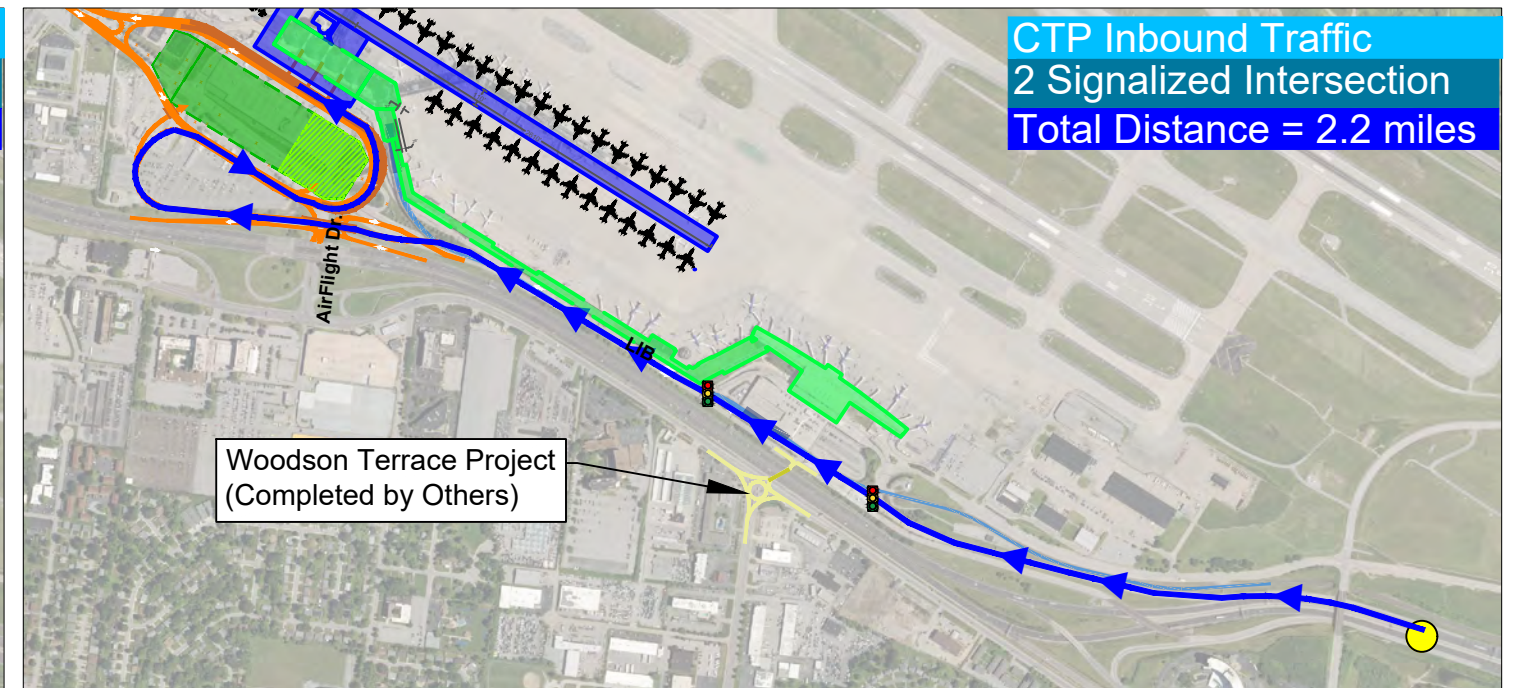 CTP Inbound Traffic
2 Signalized Intersection
Total Distance = 2.2 miles
AirFlight Dr.
LIB
Woodson Terrace Project
(Completed by Others)